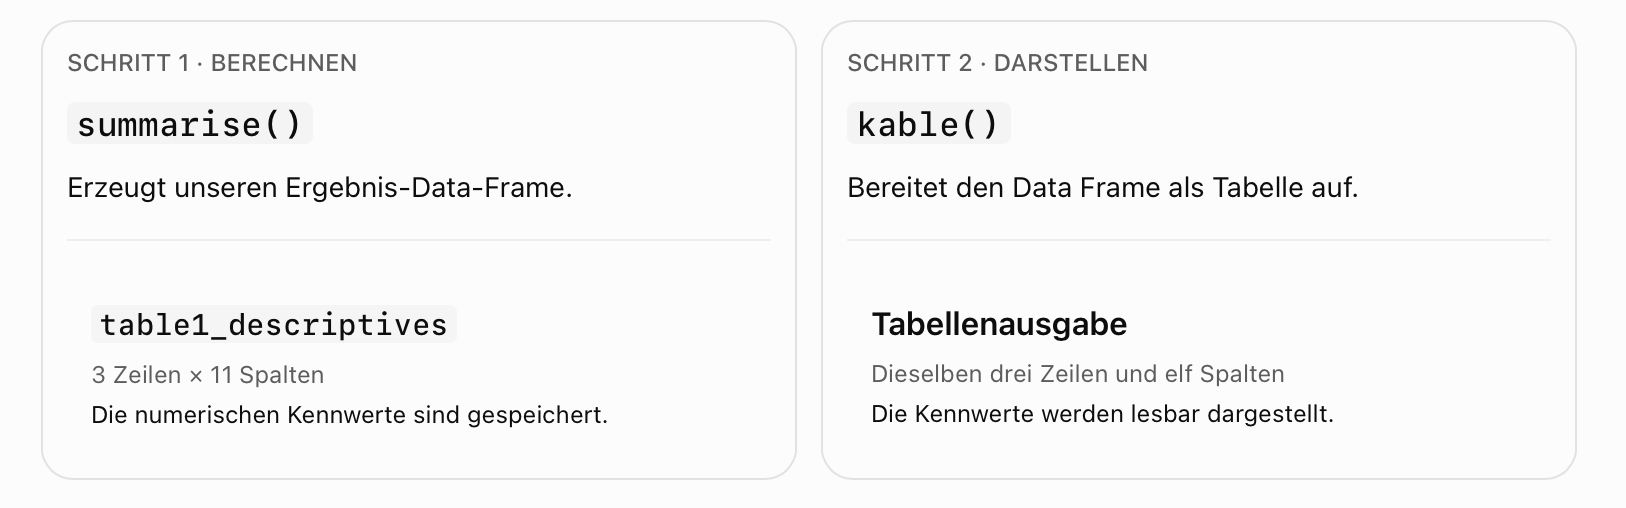 SCHRITT 1 · BERECHNEN
summarise()
Erzeugt unseren Ergebnis-Data-Frame.
table1_descriptives
3 Zeilen × 11 Spalten
Die numerischen Kennwerte sind gespeichert.
SCHRITT 2 · DARSTELLEN
kable()
Bereitet den Data Frame als Tabelle auf.
Tabellenausgabe
Dieselben drei Zeilen und elf Spalten
Die Kennwerte werden lesbar dargestellt.